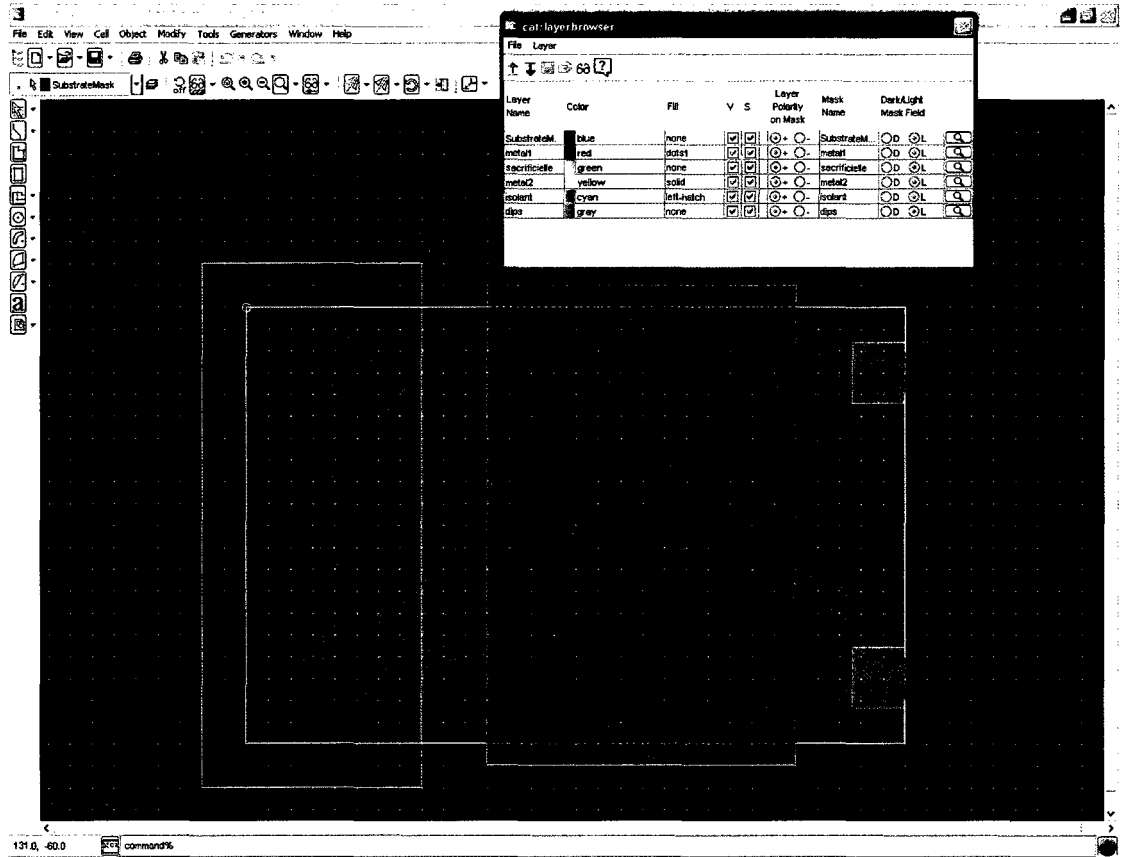 File Edit View Cell Object Modify Tools Generators Window Help
SubstrateMask
off
a
cat:layerbrowser
File Layer
Layer Name Color Fill V S Layer Polarity on Mask Mask Name Dark/Light Mask Field
SubstrateM. blue none + - SubstrateM... D L
metal1 red dots1 + - metal1 D L
sacrificielle green none + - sacrificielle D L
metal2 yellow solid + - metal2 D L
isolant cyan left-hatch + - isolant D L
dips gray none + - dips D L
131.0, -60.0 command%